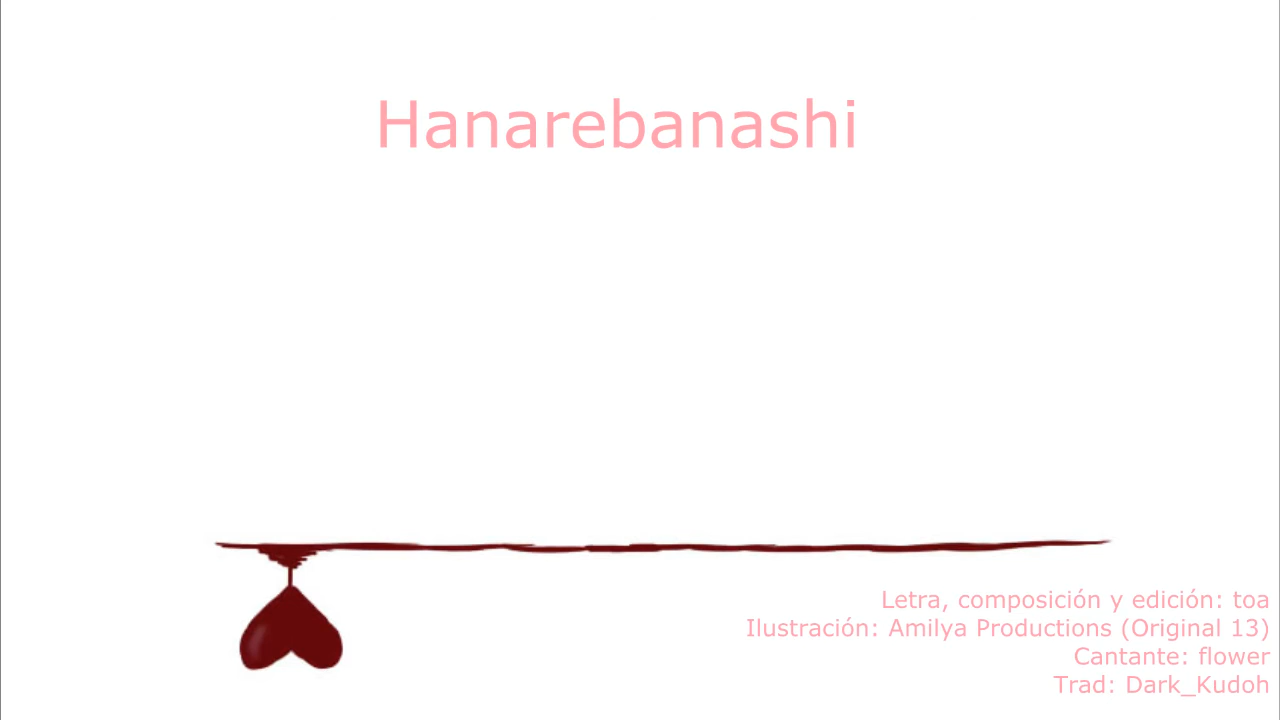 Hanarebanashi
Letra, composición y edición: toa
Ilustración: Amilya Productions (Original 13)
Cantante: flower
Trad: Dark_Kudoh